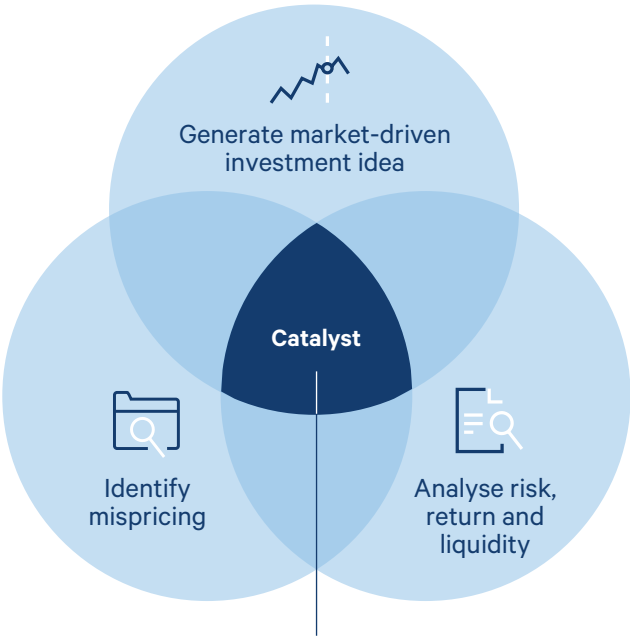 Generate market-driven
investment idea
Catalyst
Identify
mispricing
Analyse risk,
return and
liquidity